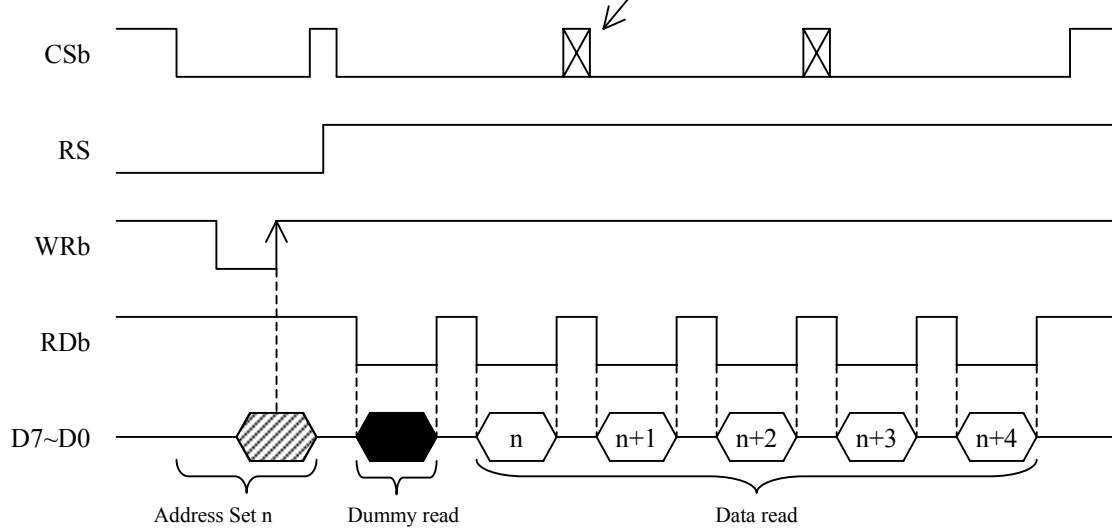 CSb
RS
WRb
RDb
D7~D0 n n+1 n+2 n+3 n+4
Address Set n Dummy read Data read